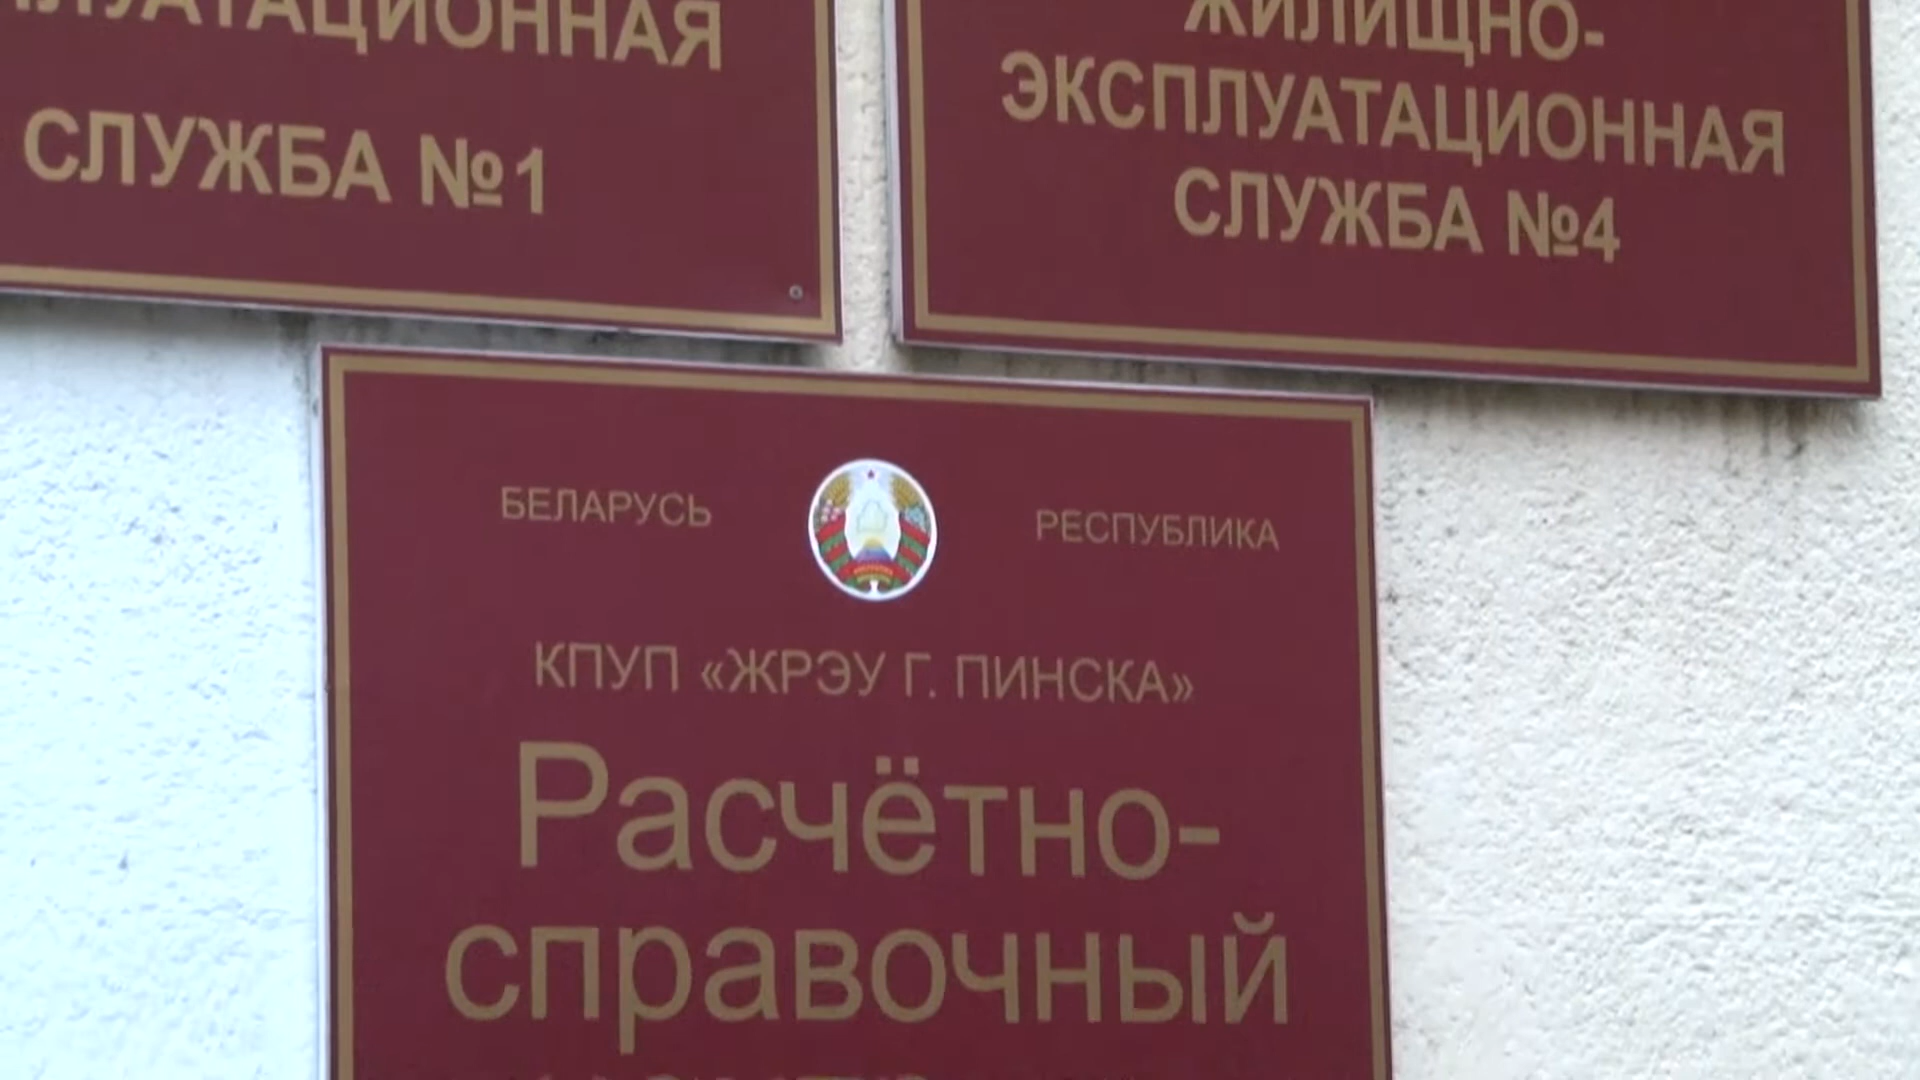 СЛУЖБА №1
ЖИЛИЩНО-
ЭКСПЛУАТАЦИОННАЯ
СЛУЖБА №4
БЕЛАРУСЬ РЕСПУБЛИКА
КПУП «ЖРЭУ Г. ПИНСКА»
Расчётно-
справочный